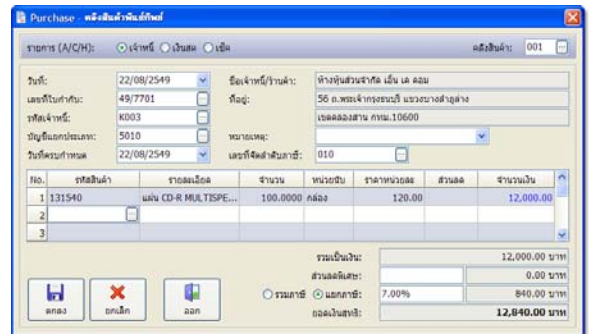 Purchase - คลังสินค้าพันธ์ทิพย์
รายการ (A/C/H): เจ้าหนี้ เงินสด เช็ค คลังสินค้า: 001
วันที่: 22/08/2549 ชื่อเจ้าหนี้/ร้านค้า: ห้างหุ้นส่วนจำกัด เอ็น เค คอม
เลขที่ใบกำกับ: 49/7701 ที่อยู่: 56 ถ.พระเจ้ากรุงธนบุรี แขวงบางลำภูล่าง
รหัสเจ้าหนี้: K003 เขตคลองสาน กทม.10600
บัญชีแยกประเภท: 5010 หมายเหตุ:
วันที่ครบกำหนด 22/08/2549 เลขที่จัดลำดับภาษี: 010
No. รหัสสินค้า รายละเอียด จำนวน หน่วยนับ ราคาหน่วยละ ส่วนลด จำนวนเงิน
1 131540 แผ่น CD-R MULTISPE... 100.0000 กล่อง 120.00 12,000.00
2
3
รวมเป็นเงิน: 12,000.00 บาท
ส่วนลดพิเศษ: 0.00 บาท
รวมภาษี แยกภาษี: 7.00% 840.00 บาท
ยอดเงินสุทธิ: 12,840.00 บาท
ตกลง ยกเลิก ออก